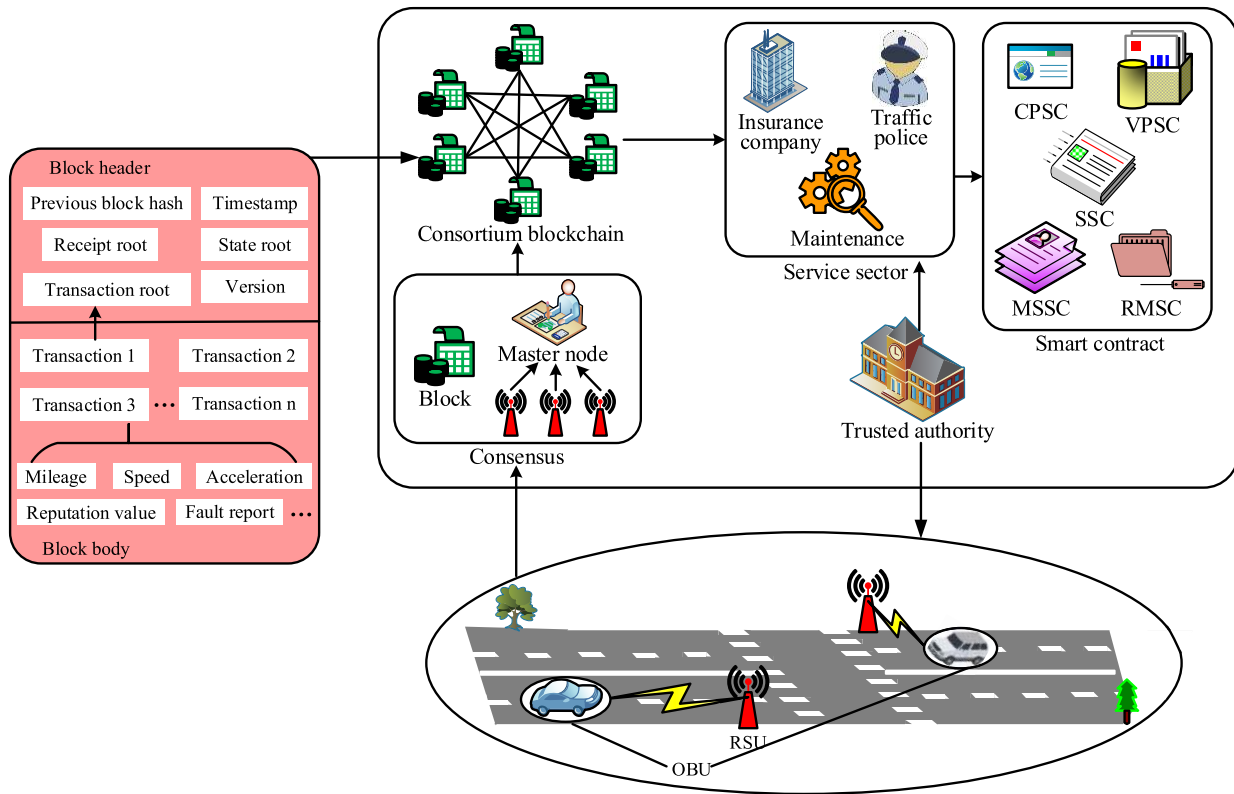 Block header
Previous block hash
Timestamp
Receipt root
State root
Transaction root
Version
Transaction 1
Transaction 2
Transaction 3
...
Transaction n
Mileage
Speed
Acceleration
Reputation value
Fault report
...
Block body
Consortium blockchain
Block
Master node
Consensus
Insurance
company
Traffic
police
Maintenance
Service sector
CPSC
VPSC
SSC
MSSC
RMSC
Smart contract
Trusted authority
RSU
OBU